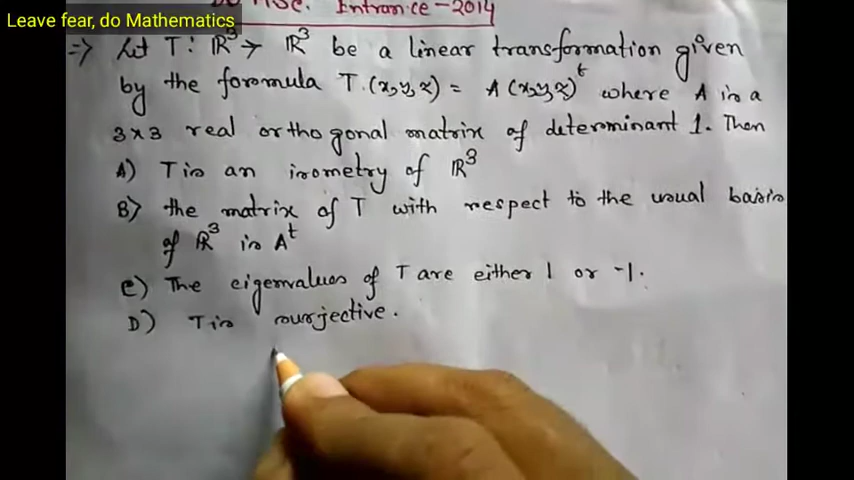 Leave fear, do Mathematics
MSc. Entrance-2014
⇒ Let T: ℝ³→ ℝ³ be a linear transformation given
by the formula T(x,y,z) = A(x,y,z)ᵗ where A is a
3×3 real orthogonal matrix of determinant 1. Then
A) T is an isometry of ℝ³
B) the matrix of T with respect to the usual basis
of ℝ³ is Aᵗ
C) The eigenvalues of T are either 1 or -1.
D) T is surjective.